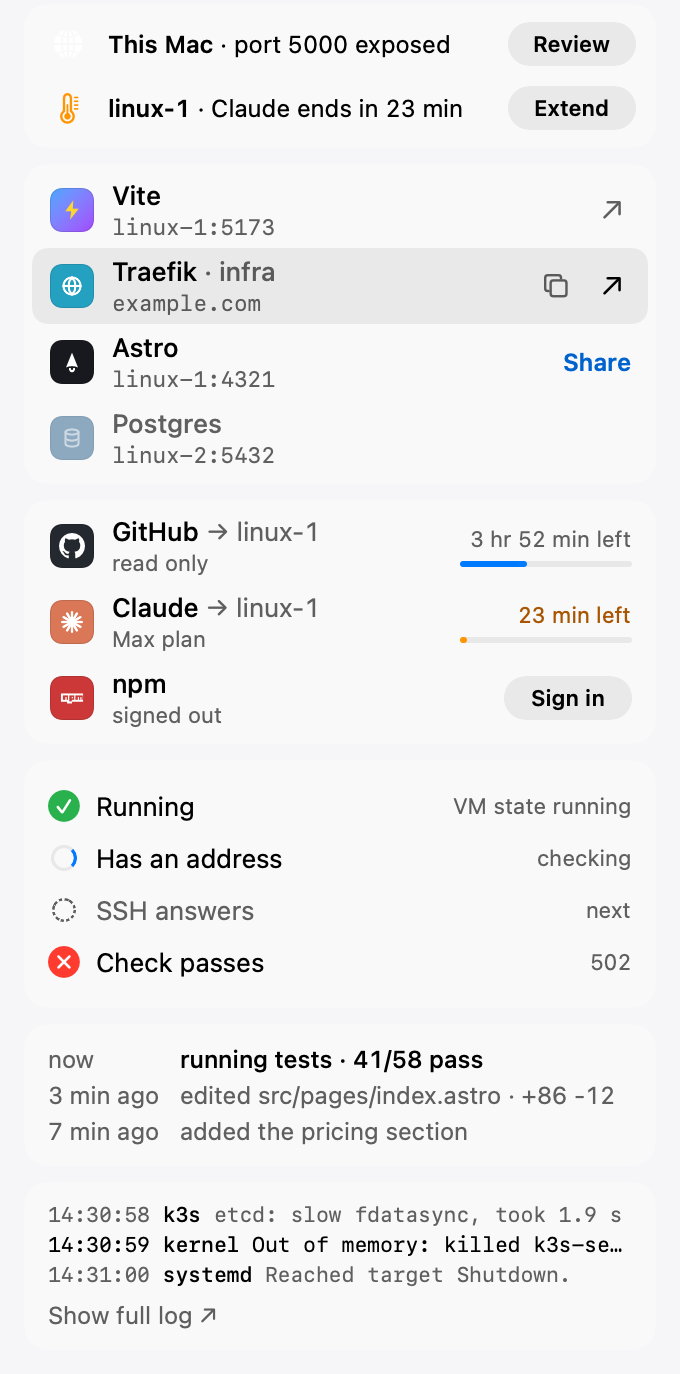 This Mac · port 5000 exposed
Review
linux-1 · Claude ends in 23 min
Extend
Vite
linux-1:5173
Traefik · infra
example.com
Astro
linux-1:4321
Share
Postgres
linux-2:5432
GitHub → linux-1
read only
3 hr 52 min left
Claude → linux-1
Max plan
23 min left
npm
npm
signed out
Sign in
Running
VM state running
Has an address
checking
SSH answers
next
Check passes
502
now running tests · 41/58 pass
3 min ago edited src/pages/index.astro · +86 -12
7 min ago added the pricing section
14:30:58 k3s etcd: slow fdatasync, took 1.9 s
14:30:59 kernel Out of memory: killed k3s-se…
14:31:00 systemd Reached target Shutdown.
Show full log ↗